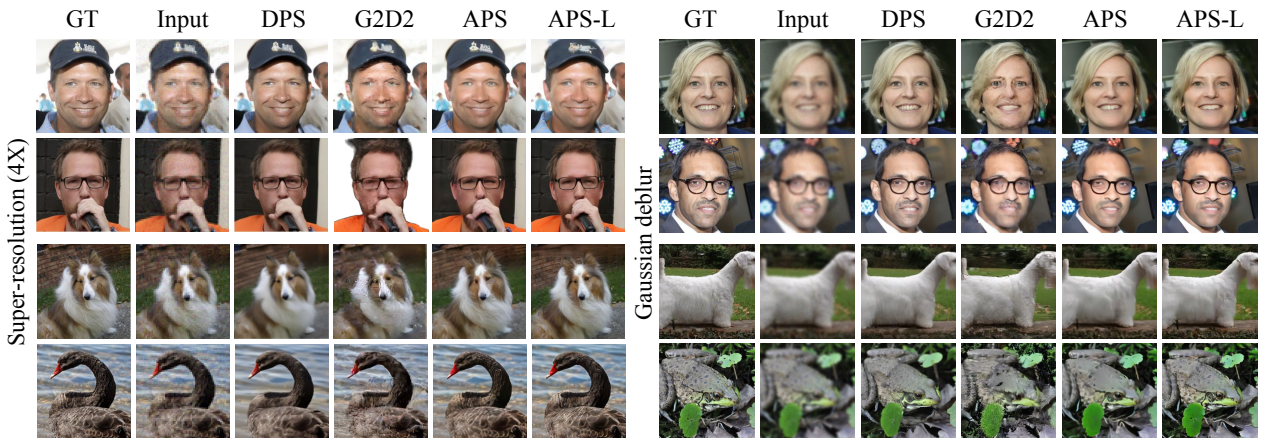 GT Input DPS G2D2 APS APS-L GT Input DPS G2D2 APS APS-L
Super-resolution (4X)
Gaussian deblur